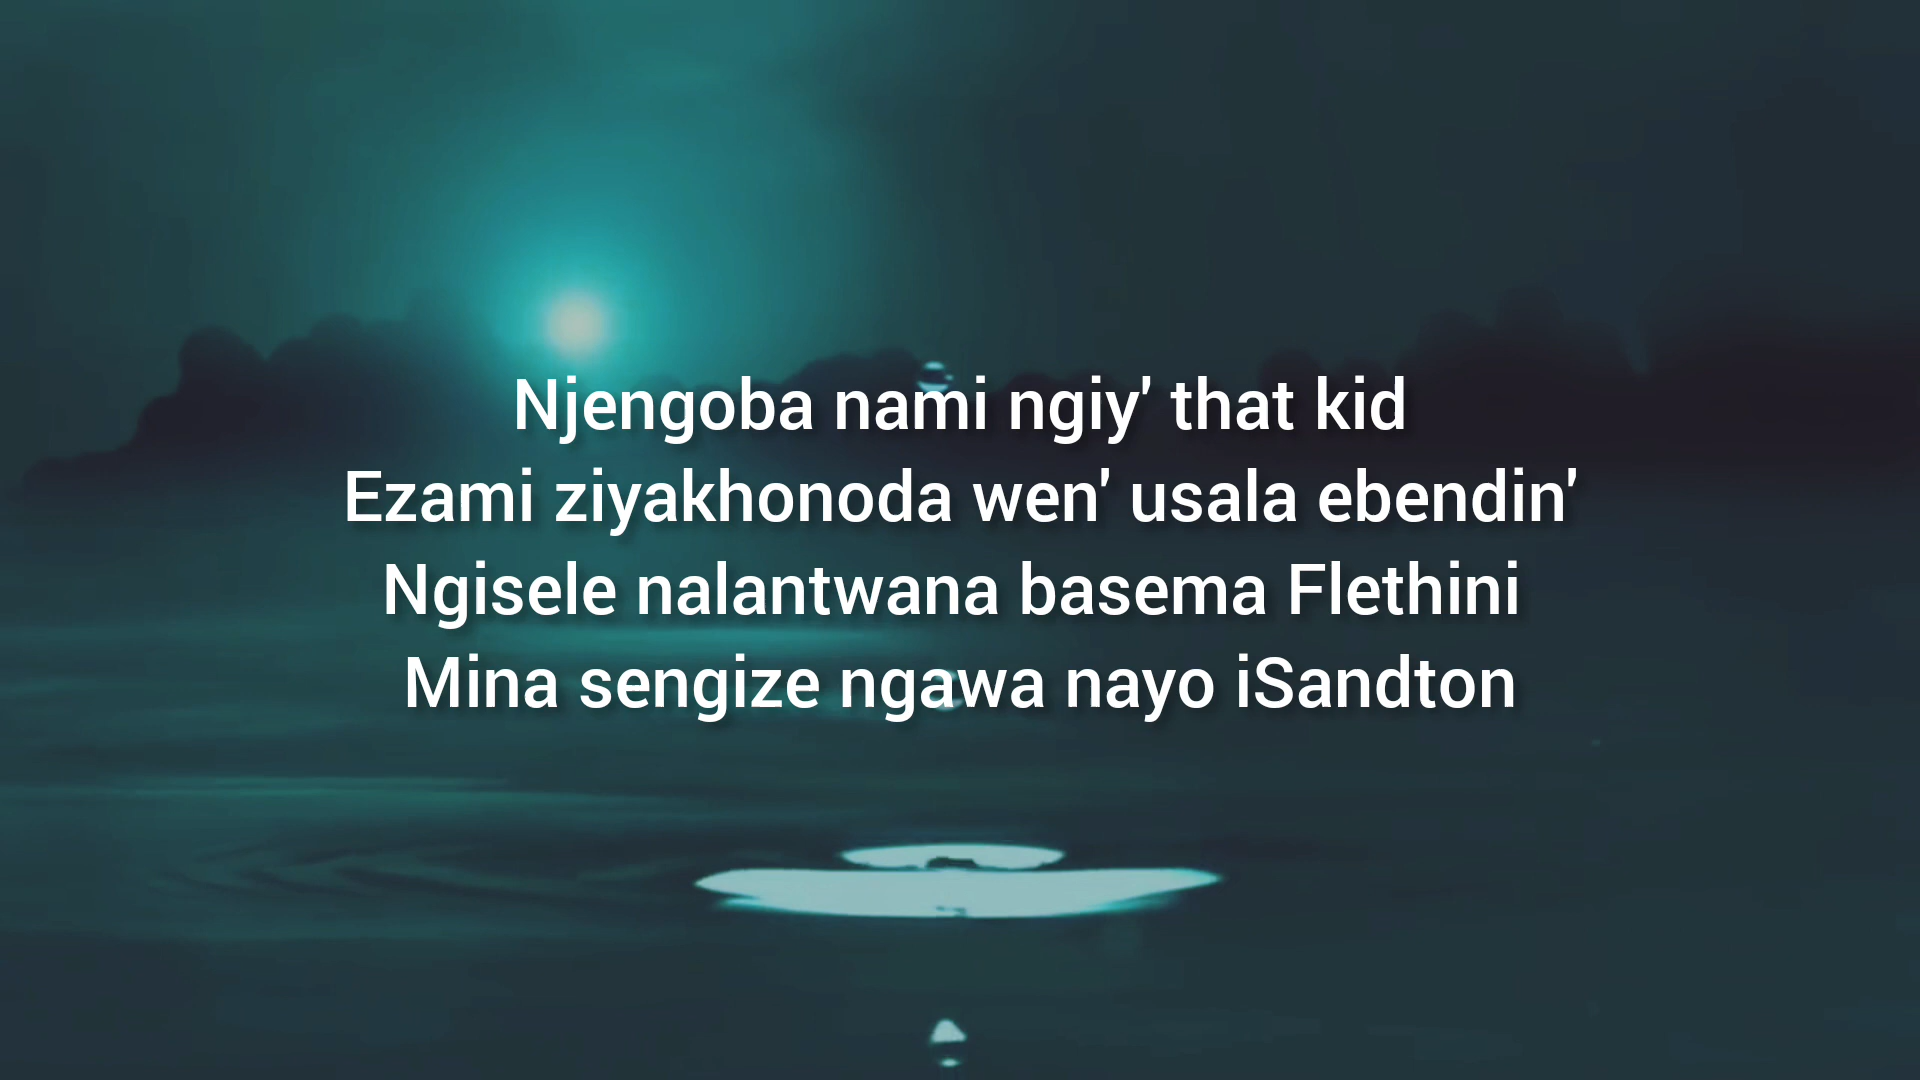 Njengoba nami ngiy' that kid
Ezami ziyakhonoda wen' usala ebendin'
Ngisele nalantwana basema Flethini
Mina sengize ngawa nayo iSandton